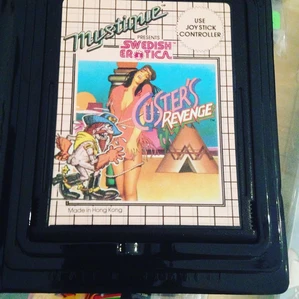 Mystique
PRESENTS
SWEDISH
EROTICA
USE
JOYSTICK
CONTROLLER
CUSTER'S
REVENGE
Made in Hong Kong